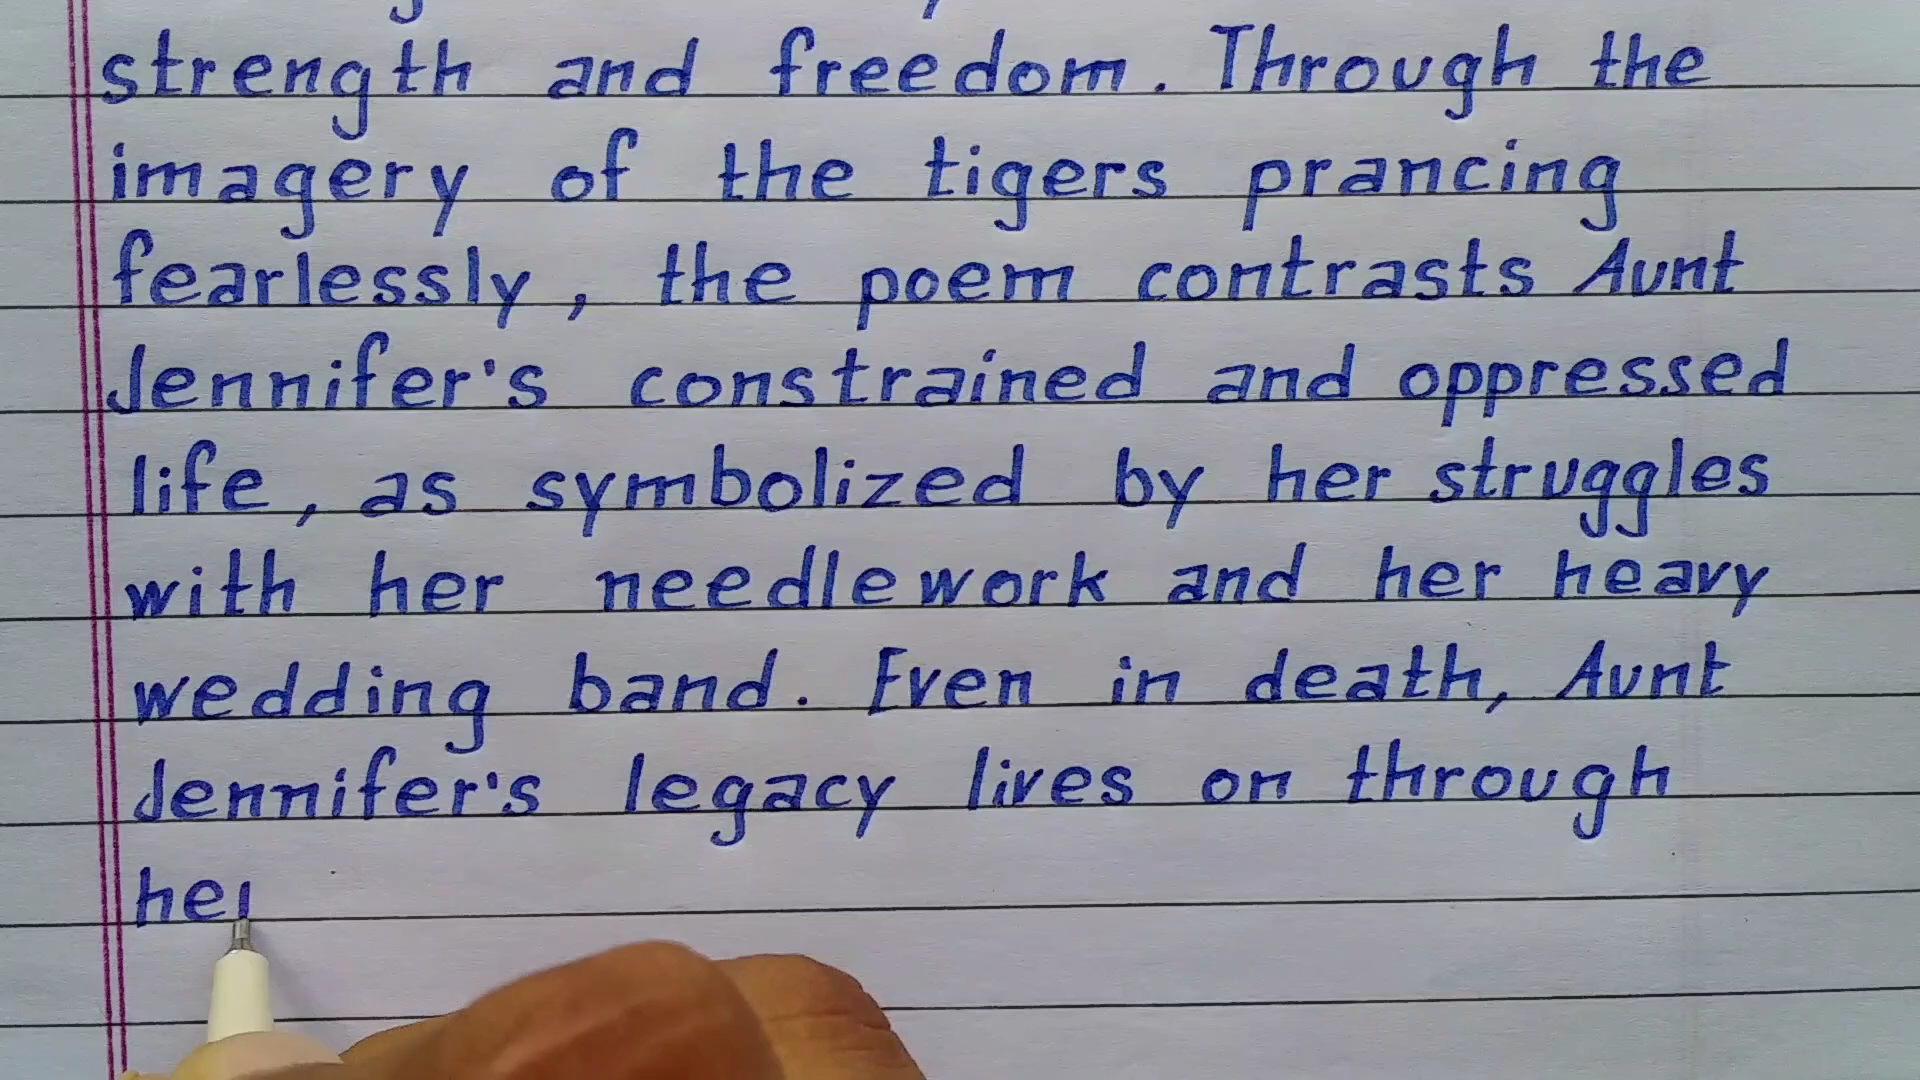 strength and freedom. Through the
imagery of the tigers prancing
fearlessly, the poem contrasts Aunt
Jennifer's constrained and oppressed
life, as symbolized by her struggles
with her needlework and her heavy
wedding band. Even in death, Aunt
Jennifer's legacy lives on through
her